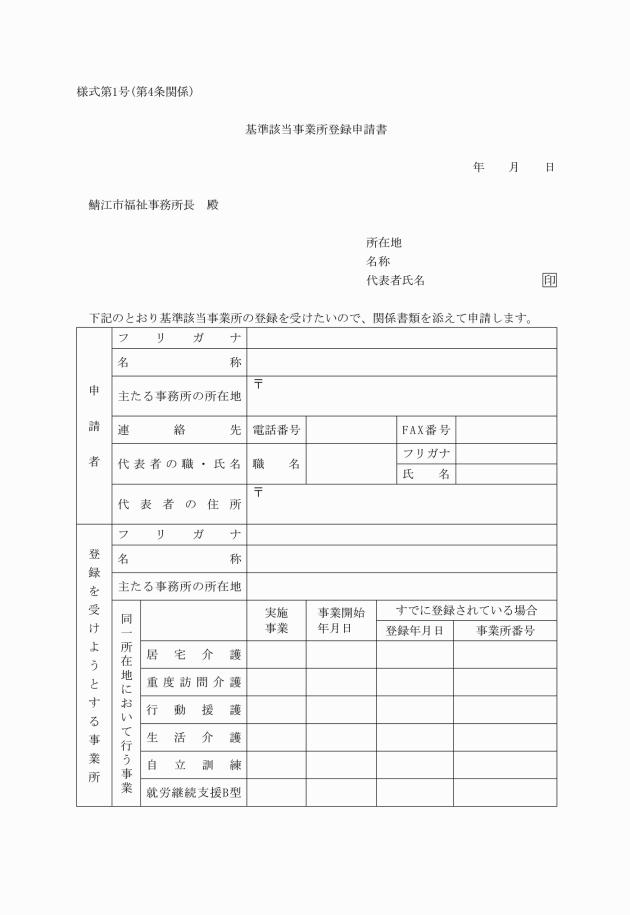 様式第1号(第4条関係)
基準該当事業所登録申請書
年　月　日
鯖江市福祉事務所長　殿
所在地
名称
代表者氏名　印
下記のとおり基準該当事業所の登録を受けたいので、関係書類を添えて申請します。
申請者
フリガナ
名称
主たる事務所の所在地　〒
連絡先　電話番号　FAX番号
代表者の職・氏名　職名　フリガナ
氏名
代表者の住所　〒
登録を受けようとする事業所
フリガナ
名称
主たる事務所の所在地
同一所在地において行う事業
実施事業　事業開始年月日　すでに登録されている場合
登録年月日　事業所番号
居宅介護
重度訪問介護
行動援護
生活介護
自立訓練
就労継続支援B型